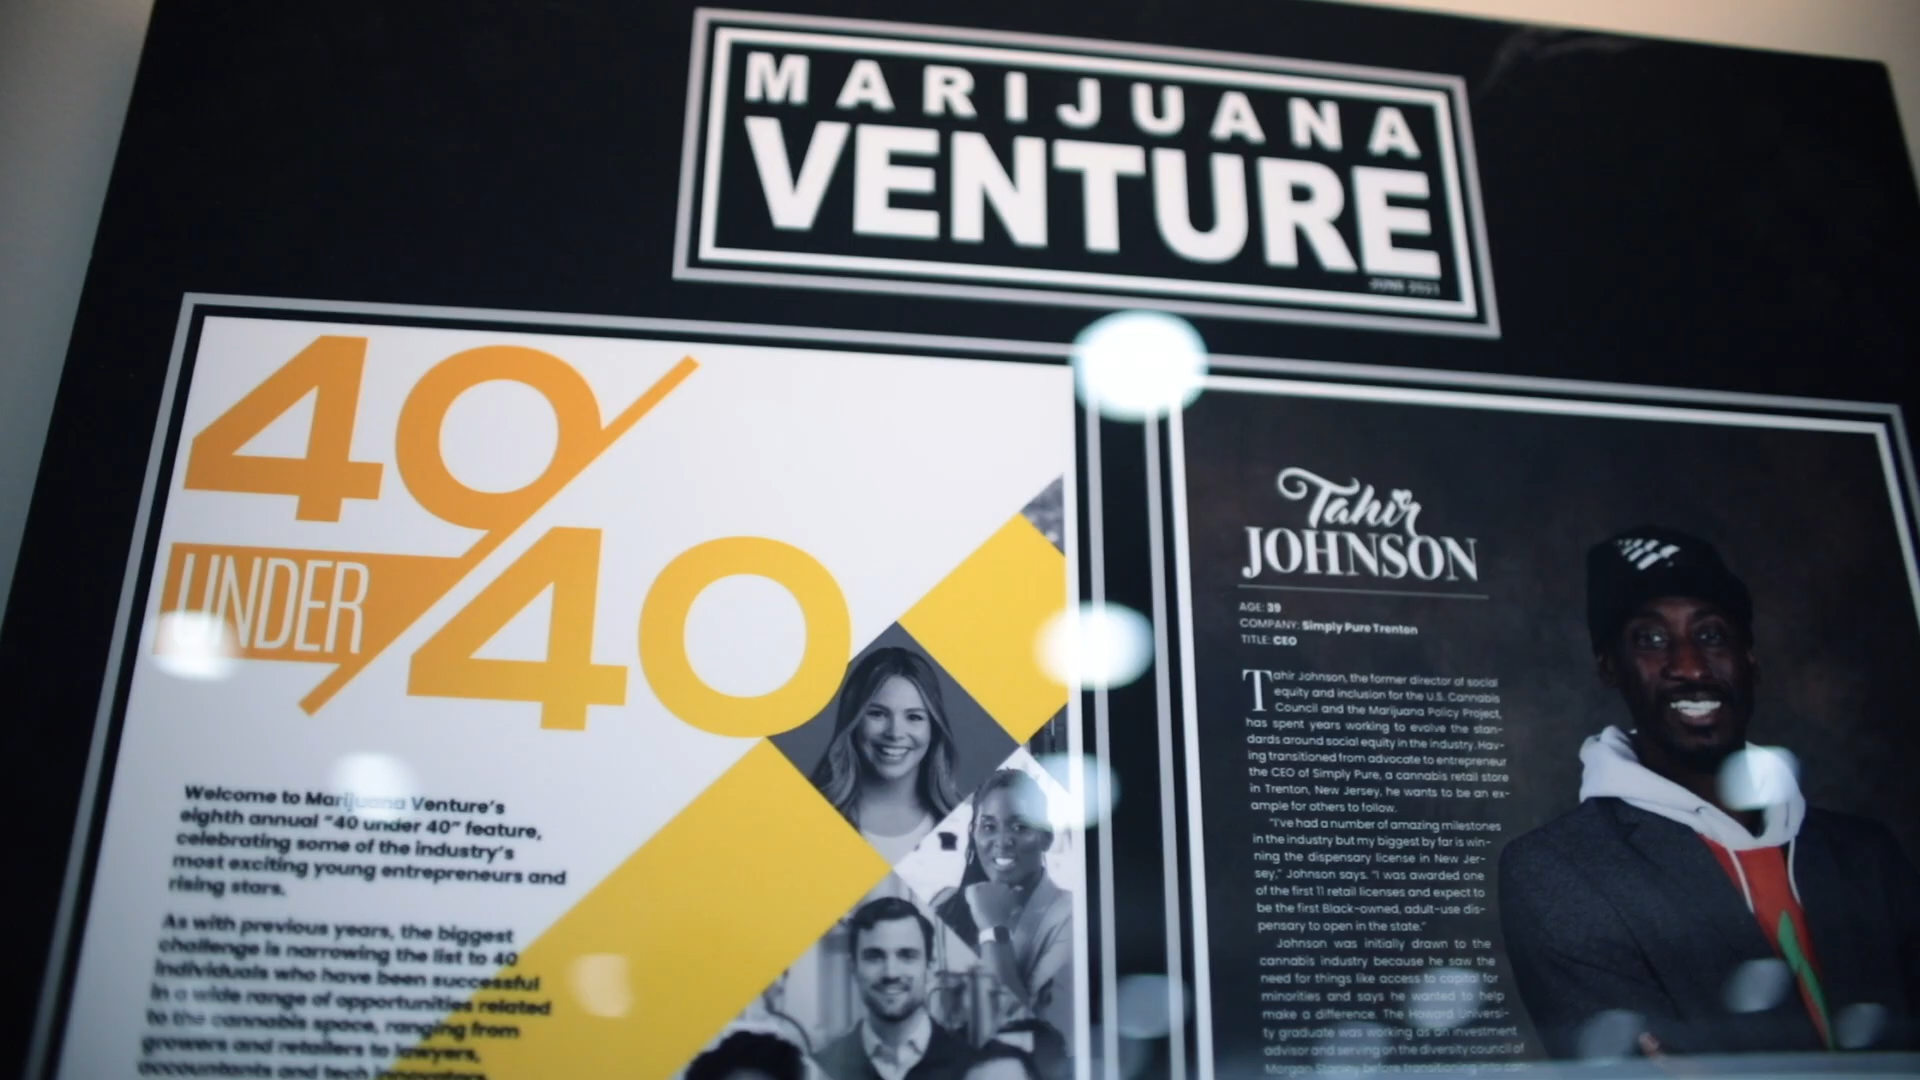 MARIJUANA
VENTURE
JUNE 2021
40/
UNDER
40
Welcome to Marijuana Venture's
eighth annual "40 under 40" feature,
celebrating some of the industry's
most exciting young entrepreneurs and
rising stars.
As with previous years, the biggest
challenge is narrowing the list to 40
individuals who have been successful
in a wide range of opportunities related
to the cannabis space, ranging from
growers and retailers to lawyers,
accountants and tech innovators.
Tahir
JOHNSON
AGE: 39
COMPANY: Simply Pure Trenton
TITLE: CEO
Tahir Johnson, the former director of social
equity and inclusion for the U.S. Cannabis
Council and the Marijuana Policy Project,
has spent years working to evolve the stan-
dards around social equity in the industry. Hav-
ing transitioned from advocate to entrepreneur
the CEO of Simply Pure, a cannabis retail store
in Trenton, New Jersey, he wants to be an ex-
ample for others to follow.
"I've had a number of amazing milestones
in the industry but my biggest by far is win-
ning the dispensary license in New Jer-
sey," Johnson says. "I was awarded one
of the first 11 retail licenses and expect to
be the first Black-owned, adult-use dis-
pensary to open in the state."
Johnson was initially drawn to the
cannabis industry because he saw the
need for things like access to capital for
minorities and says he wanted to help
make a difference. The Howard Universi-
ty graduate was working as an investment
advisor and serving on the diversity council of
Morgan Stanley before transitioning into can-